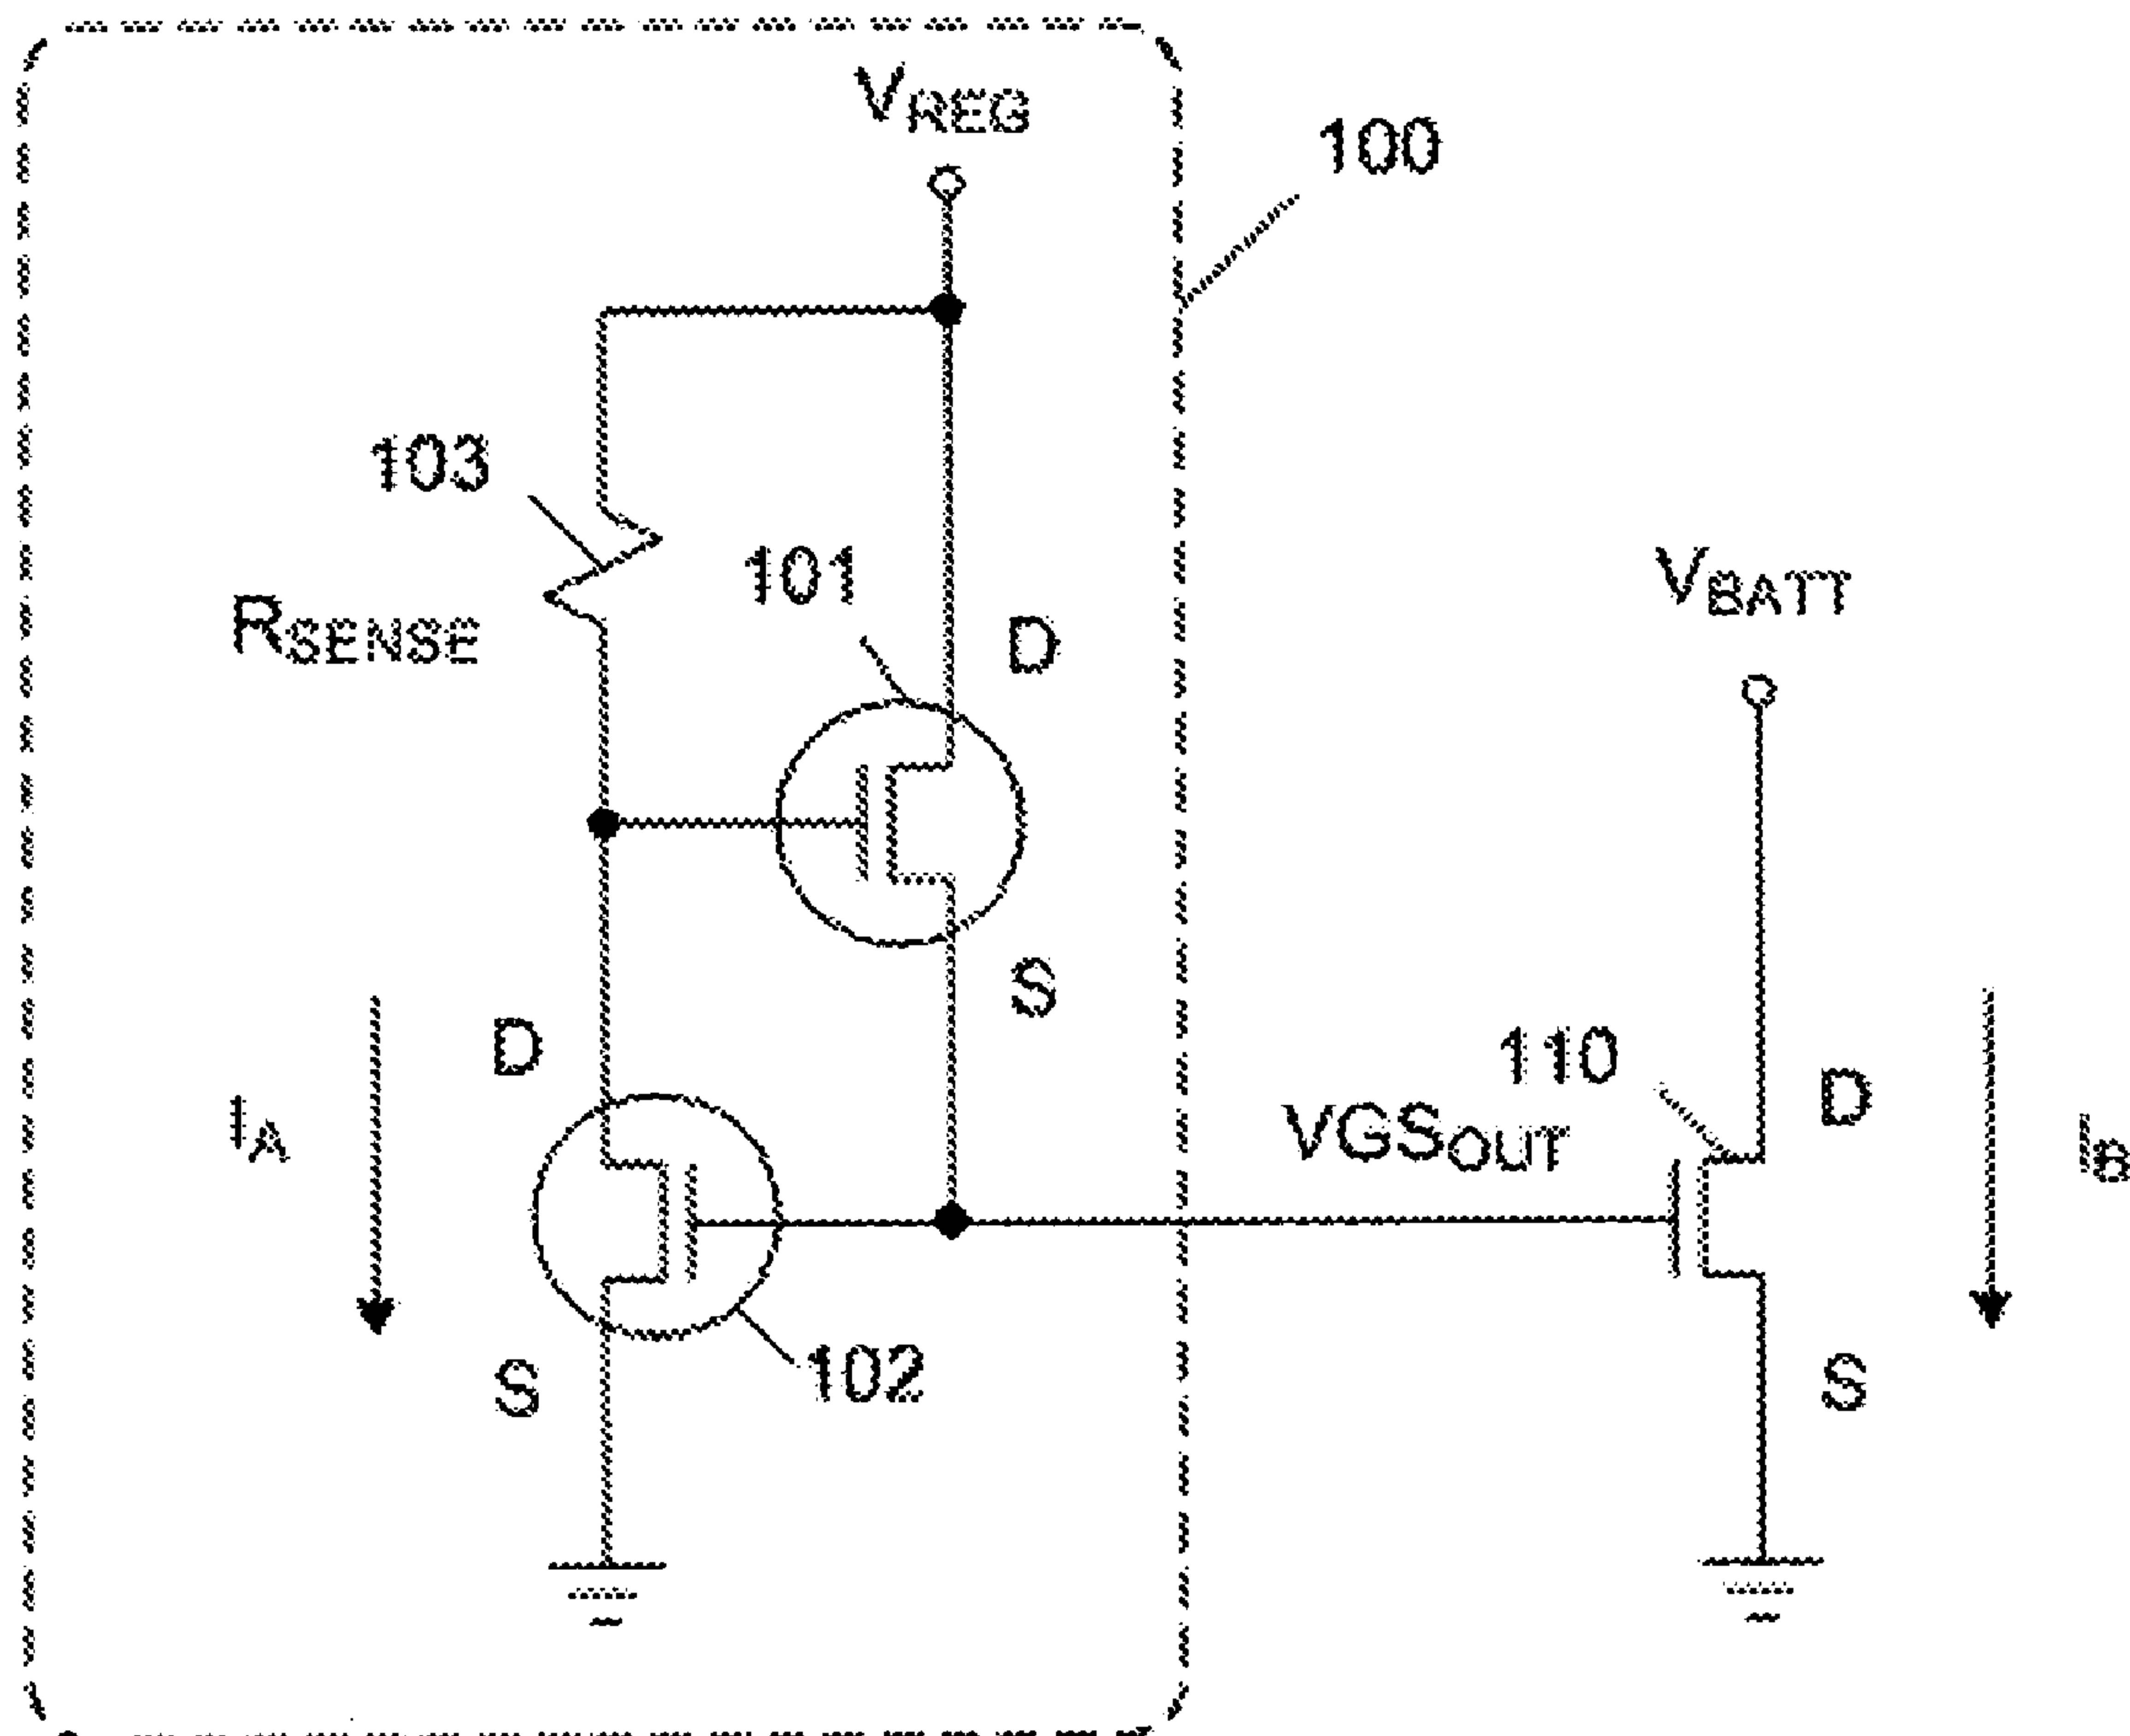 VREG
100
103
101
RSENSE
D
VBATT
S
D
110
D
IA
VGSOUT
IB
102
S
S